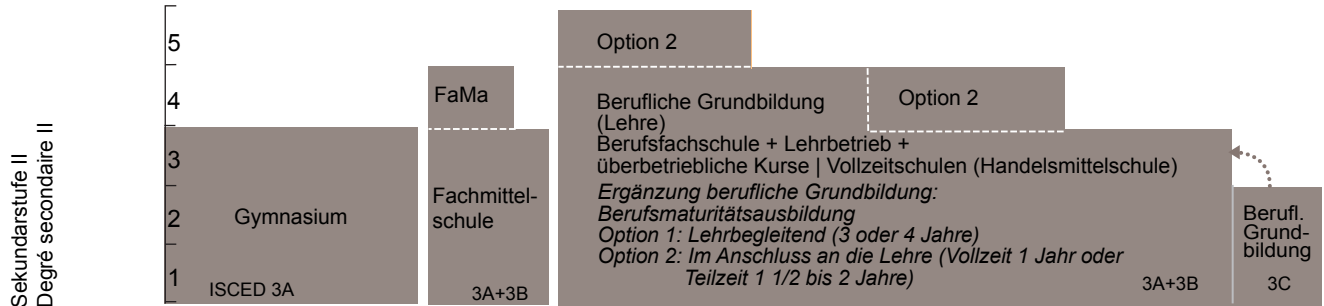 Sekundarstufe II
Degré secondaire II
5
4
3
2
1
Gymnasium
ISCED 3A
FaMa
Fachmittel-
schule
3A+3B
Option 2
Option 2
Berufliche Grundbildung
(Lehre)
Berufsfachschule + Lehrbetrieb +
überbetriebliche Kurse | Vollzeitschulen (Handelsmittelschule)
Ergänzung berufliche Grundbildung:
Berufsmaturitätsausbildung
Option 1: Lehrbegleitend (3 oder 4 Jahre)
Option 2: Im Anschluss an die Lehre (Vollzeit 1 Jahr oder
Teilzeit 1 1/2 bis 2 Jahre)
3A+3B
Berufl.
Grund-
bildung
3C